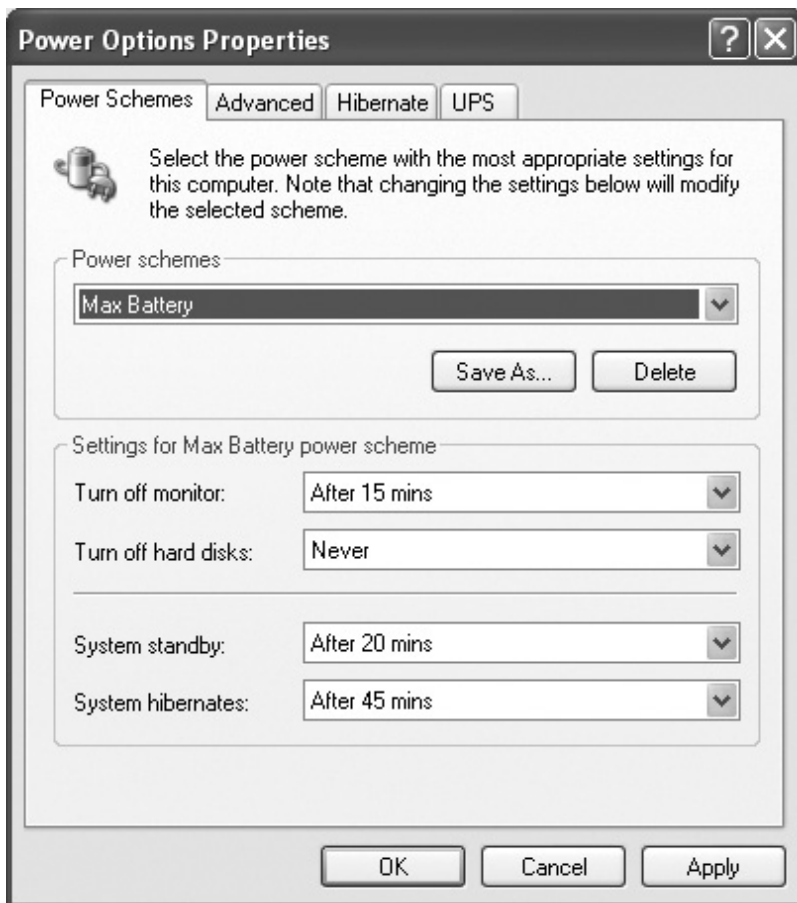 Power Options Properties
Power Schemes Advanced Hibernate UPS
Select the power scheme with the most appropriate settings for
this computer. Note that changing the settings below will modify
the selected scheme.
Power schemes
Max Battery
Save As... Delete
Settings for Max Battery power scheme
Turn off monitor: After 15 mins
Turn off hard disks: Never
System standby: After 20 mins
System hibernates: After 45 mins
OK Cancel Apply